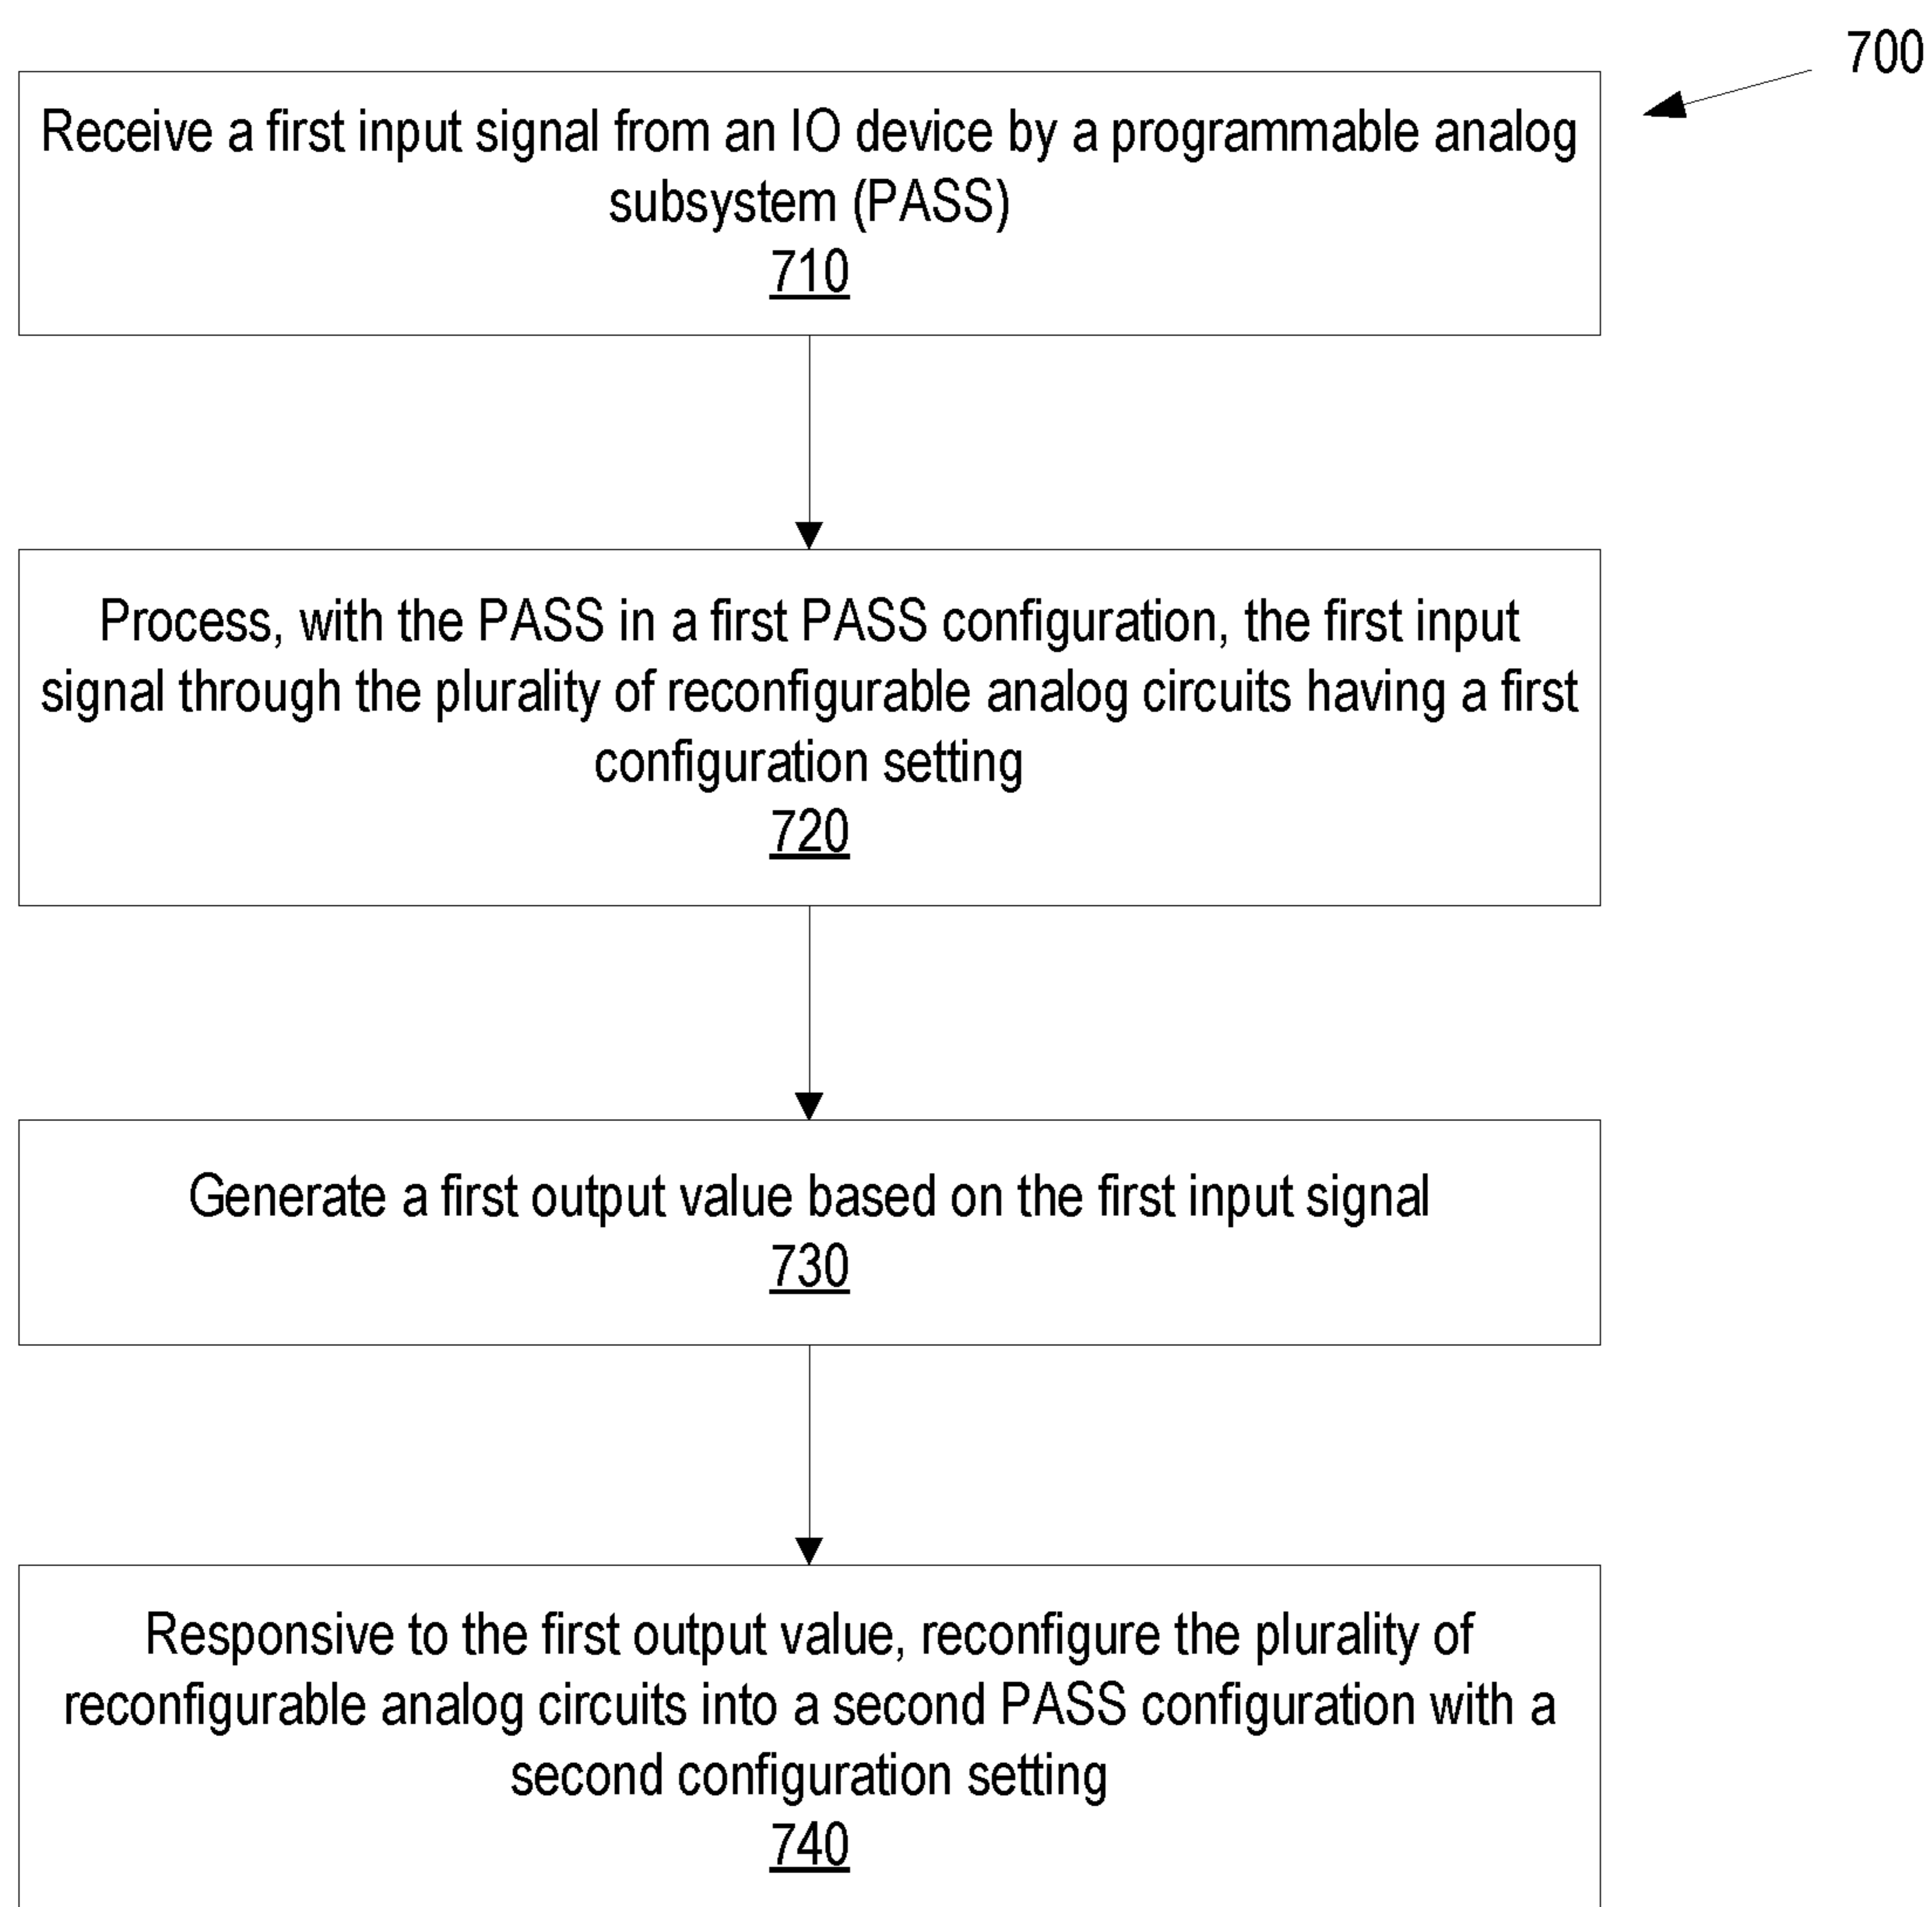 700
Receive a first input signal from an IO device by a programmable analog
subsystem (PASS)
710
Process, with the PASS in a first PASS configuration, the first input
signal through the plurality of reconfigurable analog circuits having a first
configuration setting
720
Generate a first output value based on the first input signal
730
Responsive to the first output value, reconfigure the plurality of
reconfigurable analog circuits into a second PASS configuration with a
second configuration setting
740